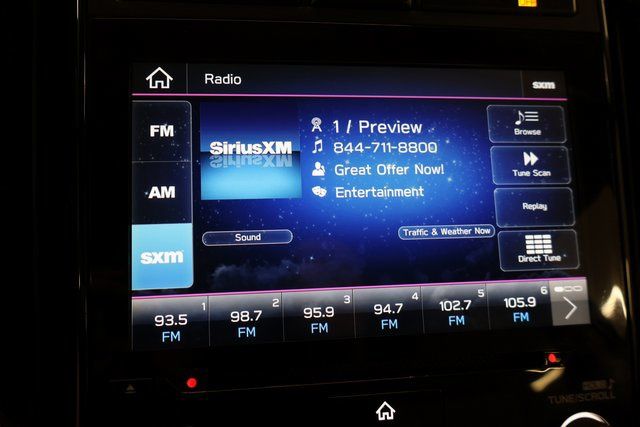 Radio
sxm
FM
AM
sxm
SiriusXM
SiriusXM
1 / Preview
844-711-8800
Great Offer Now!
Entertainment
Sound
Traffic & Weather Now
Browse
Tune Scan
Replay
Direct Tune
1
93.5
FM
2
98.7
FM
3
95.9
FM
4
94.7
FM
5
102.7
FM
6
105.9
FM
HOLD
TUNE/SCROLL